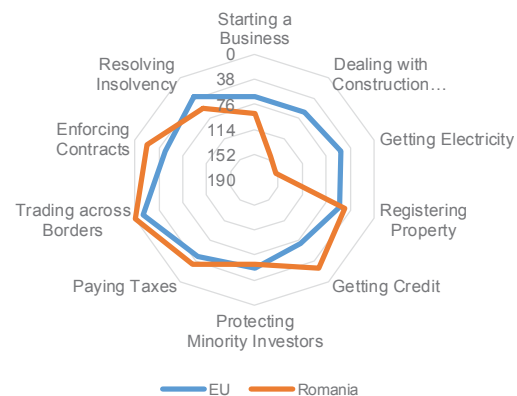 Starting a
Business
0
38
76
114
152
190
Dealing with
Construction…
Getting Electricity
Registering
Property
Getting Credit
Protecting
Minority Investors
Paying Taxes
Trading across
Borders
Enforcing
Contracts
Resolving
Insolvency
EU
Romania